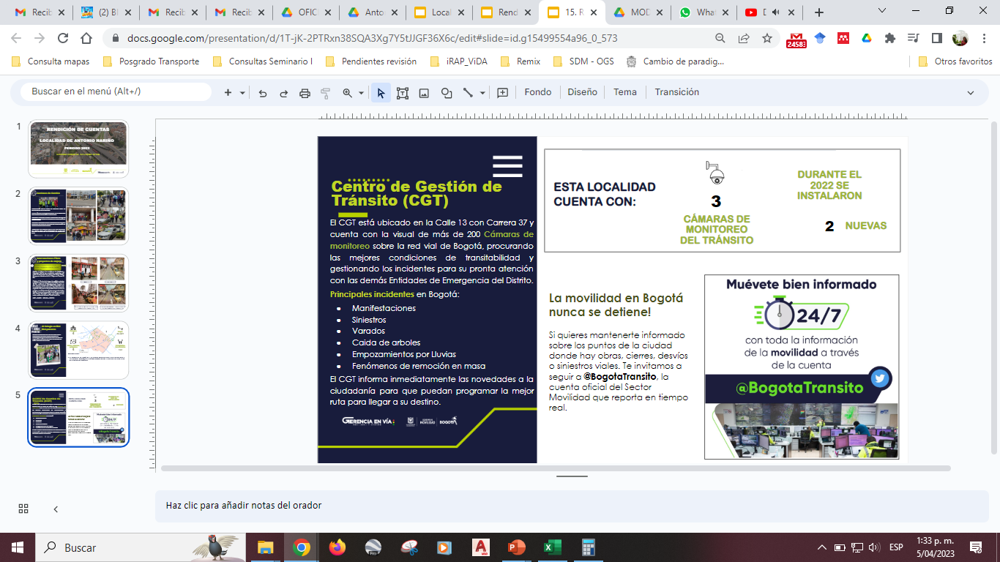 Recib
(2) Bl
Recib
Recib
OFIC
Anto
Local
Rend
15. R
MOD
What
docs.google.com/presentation/d/1T-jK-2PTRxn38SQA3Xg7Y5tJJGF36X6c/edit#slide=id.g15499554a96_0_573
24583
Consulta mapas
Posgrado Transporte
Consultas Seminario I
Pendientes revisión
iRAP_ViDA
Remix
SDM - OGS
Cambio de paradig...
Otros favoritos
Buscar en el menú (Alt+/)
Fondo
Diseño
Tema
Transición
1
RENDICIÓN DE CUENTAS
LOCALIDAD DE ANTONIO NARIÑO
PERIODO 2022
2
3
4
5
Centro de Gestión de
Tránsito (CGT)
El CGT está ubicado en la Calle 13 con Carrera 37 y
cuenta con la visual de más de 200 Cámaras de
monitoreo sobre la red vial de Bogotá, procurando
las mejores condiciones de transitabilidad y
gestionando los incidentes para su pronta atención
con las demás Entidades de Emergencia del Distrito.
Principales incidentes en Bogotá:
• Manifestaciones
• Siniestros
• Varados
• Caida de arboles
• Empozamientos por Lluvias
• Fenómenos de remoción en masa
El CGT informa inmediatamente las novedades a la
ciudadanía para que puedan programar la mejor
ruta para llegar a su destino.
GERENCIA EN VÍA
MOVILIDAD
BOGOTÁ
ESTA LOCALIDAD
CUENTA CON:
3
CÁMARAS DE
MONITOREO
DEL TRÁNSITO
DURANTE EL
2022 SE
INSTALARON
2 NUEVAS
La movilidad en Bogotá
nunca se detiene!
Si quieres mantenerte informado
sobre los puntos de la ciudad
donde hay obras, cierres, desvíos
o siniestros viales. Te invitamos a
seguir a @BogotaTransito, la
cuenta oficial del Sector
Movilidad que reporta en tiempo
real.
Muévete bien informado
24/7
con toda la información
de la movilidad a través
de la cuenta
@BogotaTransito
Haz clic para añadir notas del orador
Buscar
ESP
1:33 p. m.
5/04/2023